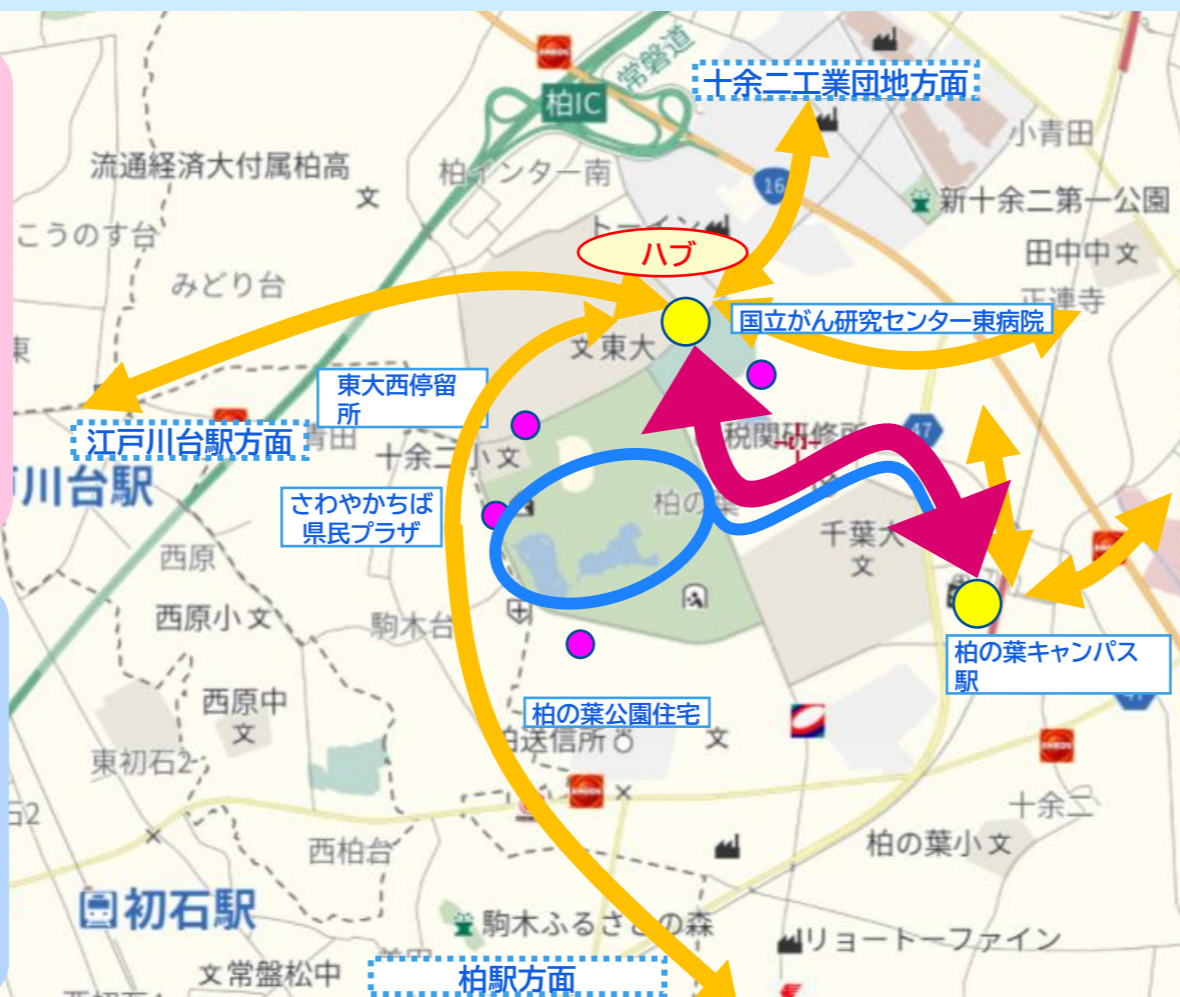 常磐道
十余二工業団地方面
柏IC
小青田
流通経済大付属柏高
文
柏インター南
16
新十余二第一公園
こうのす台
トーイン
ハブ
田中中文
みどり台
正連寺
国立がん研究センター東病院
東
文東大
東大西停留
所
江戸川台駅方面
青田
十余二小文
税関研修所
47
川台駅
さわやかちば
県民プラザ
柏の葉
千葉大
文
西原
西原小文
駒木台
柏の葉キャンパス
駅
西原中
文
柏の葉公園住宅
送信所
文
東初石2
十余二
西柏台
柏の葉小文
初石駅
駒木ふるさとの森
リョートーファイン
文常盤松中
柏駅方面